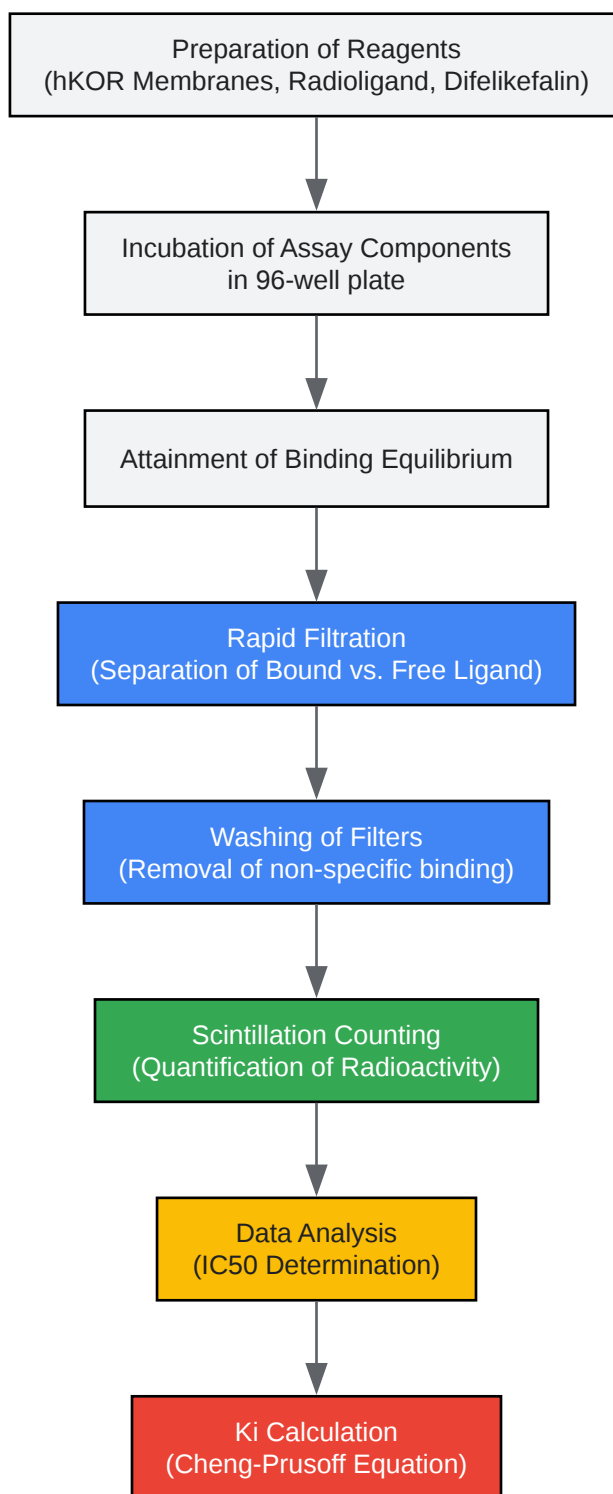 Preparation of Reagents
(hKOR Membranes, Radioligand, Difelikefalin)
Incubation of Assay Components
in 96-well plate
Attainment of Binding Equilibrium
Rapid Filtration
(Separation of Bound vs. Free Ligand)
Washing of Filters
(Removal of non-specific binding)
Scintillation Counting
(Quantification of Radioactivity)
Data Analysis
(IC50 Determination)
Ki Calculation
(Cheng-Prusoff Equation)